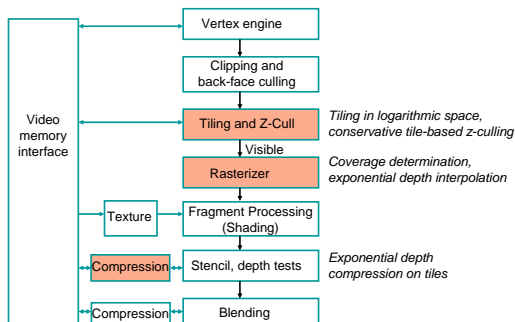 Vertex engine
Clipping and
back-face culling
Video
memory
interface
Tiling and Z-Cull
Tiling in logarithmic space,
conservative tile-based z-culling
Visible
Rasterizer
Coverage determination,
exponential depth interpolation
Texture
Fragment Processing
(Shading)
Compression
Stencil, depth tests
Exponential depth
compression on tiles
Compression
Blending